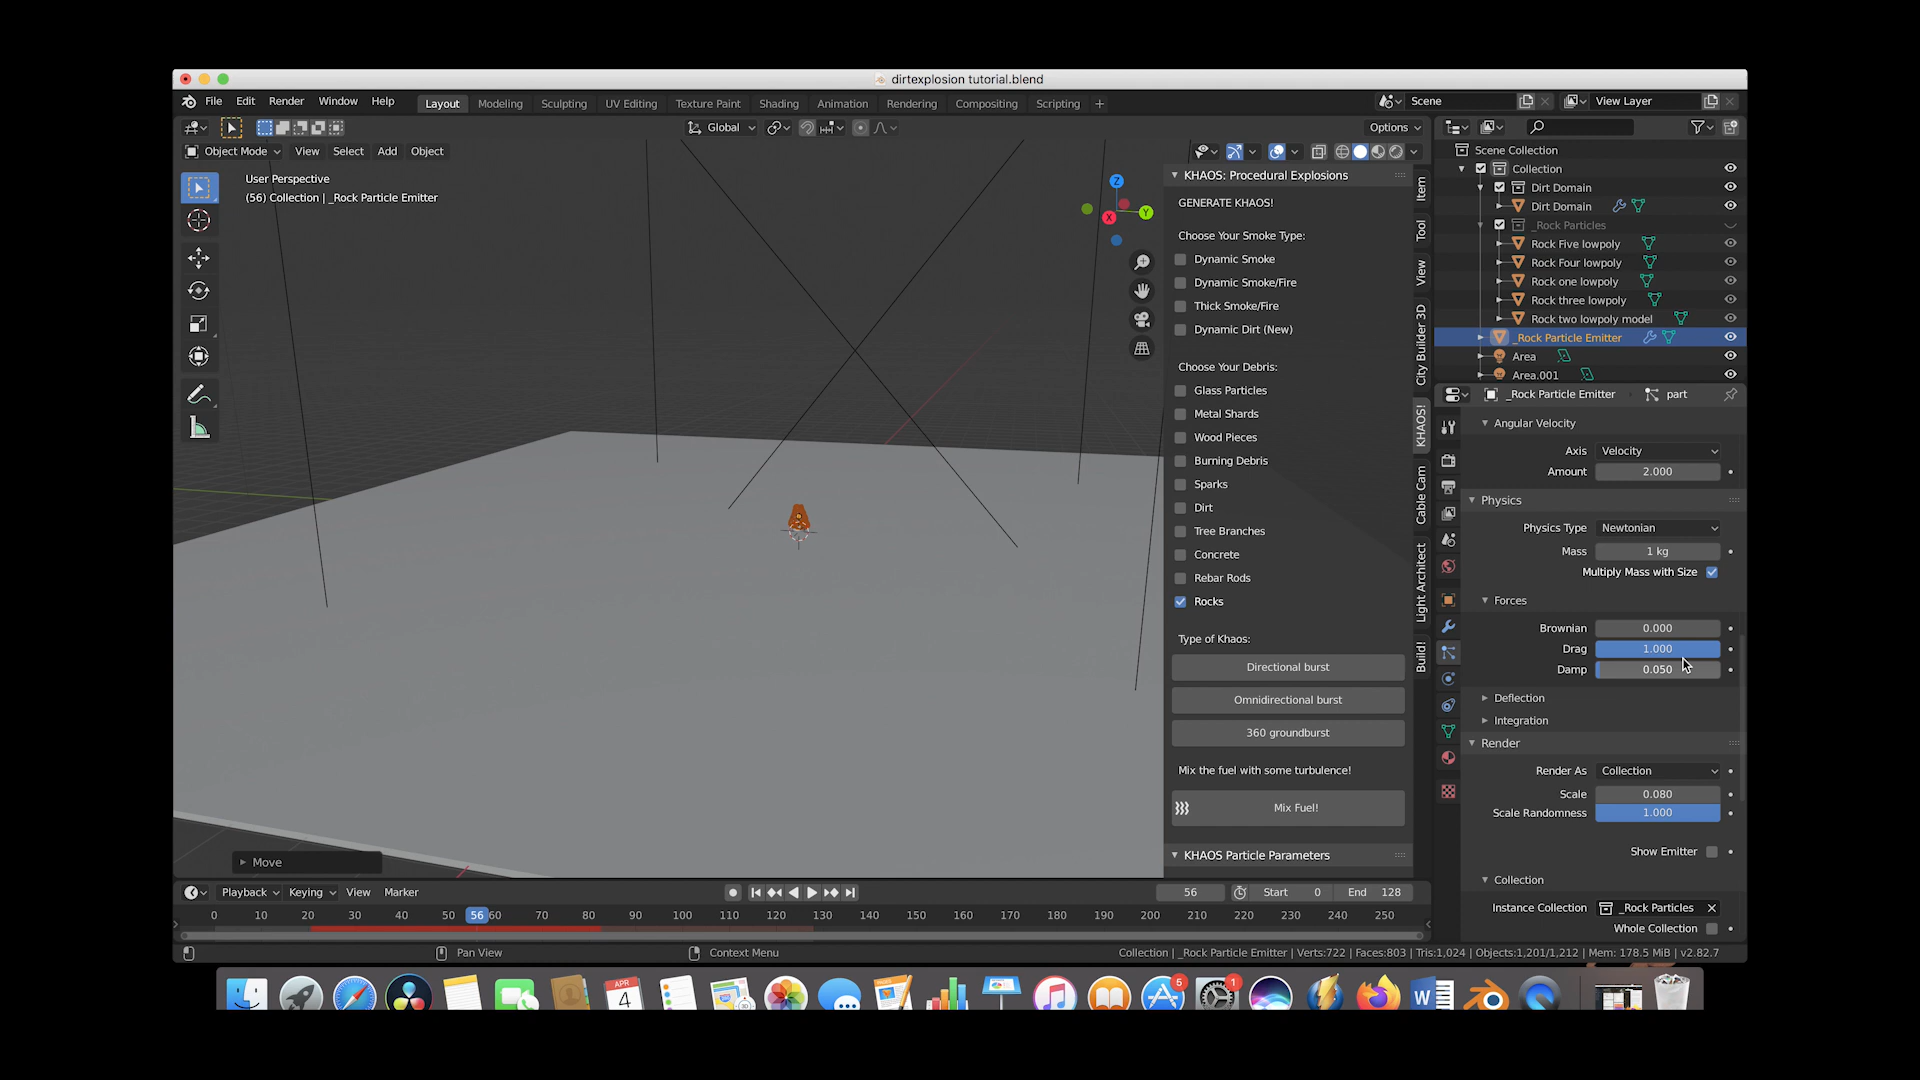 dirtexplosion tutorial.blend
File Edit Render Window Help Layout Modeling Sculpting UV Editing Texture Paint Shading Animation Rendering Compositing Scripting + Scene View Layer
Global Options
Object Mode View Select Add Object
User Perspective
(56) Collection | _Rock Particle Emitter
Z
Y
X
KHAOS: Procedural Explosions
GENERATE KHAOS!
Choose Your Smoke Type:
Dynamic Smoke
Dynamic Smoke/Fire
Thick Smoke/Fire
Dynamic Dirt (New)
Choose Your Debris:
Glass Particles
Metal Shards
Wood Pieces
Burning Debris
Sparks
Dirt
Tree Branches
Concrete
Rebar Rods
Rocks
Type of Khaos:
Directional burst
Omnidirectional burst
360 groundburst
Mix the fuel with some turbulence!
Mix Fuel!
KHAOS Particle Parameters
Item
Tool
View
City Builder 3D
KHAOS!
Cable Cam
Light Architect
Build!
Scene Collection
Collection
Dirt Domain
Dirt Domain
_Rock Particles
Rock Five lowpoly
Rock Four lowpoly
Rock one lowpoly
Rock three lowpoly
Rock two lowpoly model
_Rock Particle Emitter
Area
Area.001
_Rock Particle Emitter part
Angular Velocity
Axis Velocity
Amount 2.000
Physics
Physics Type Newtonian
Mass 1 kg
Multiply Mass with Size
Forces
Brownian 0.000
Drag 1.000
Damp 0.050
Deflection
Integration
Render
Render As Collection
Scale 0.080
Scale Randomness 1.000
Show Emitter
Collection
Instance Collection _Rock Particles
Whole Collection
Move
Playback Keying View Marker 56 Start 0 End 128
0 10 20 30 40 50 56 60 70 80 90 100 110 120 130 140 150 160 170 180 190 200 210 220 230 240 250
Pan View Context Menu Collection | _Rock Particle Emitter | Verts:722 | Faces:803 | Tris:1,024 | Objects:1,201/1,212 | Mem: 178.5 MiB | v2.82.7
APR
4
5
1
W